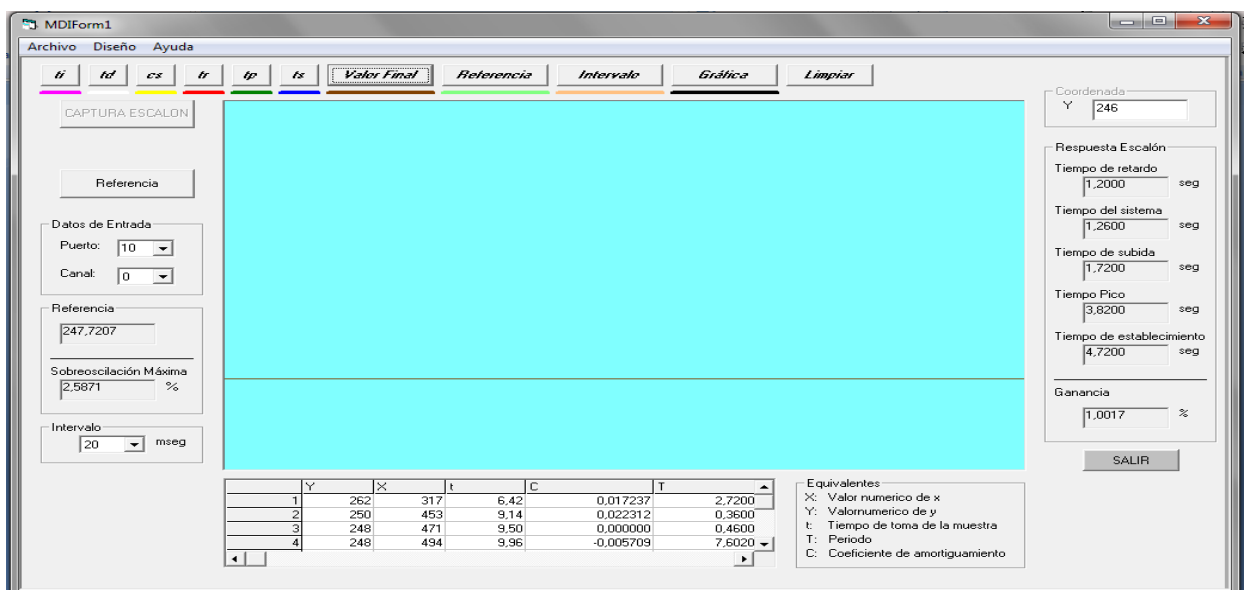 MDIForm1
Archivo Diseño Ayuda
ti td cs tr tp ts Valor Final Referencia Intervalo Gráfica Limpiar
CAPTURA ESCALON
Referencia
Datos de Entrada
Puerto: 10
Canal: 0
Referencia
247,7207
Sobreoscilación Máxima
2,5871 %
Intervalo
20 mseg
Coordenada
Y 246
Respuesta Escalón
Tiempo de retardo
1,2000 seg
Tiempo del sistema
1,2600 seg
Tiempo de subida
1,7200 seg
Tiempo Pico
3,8200 seg
Tiempo de establecimiento
4,7200 seg
Ganancia
1,0017 %
SALIR
Y X t C T
1 262 317 6,42 0,017237 2,7200
2 250 453 9,14 0,022312 0,3600
3 248 471 9,50 0,000000 0,4600
4 248 494 9,96 -0,005709 7,6020
Equivalentes
X: Valor numerico de x
Y: Valornumerico de y
t: Tiempo de toma de la muestra
T: Periodo
C: Coeficiente de amortiguamiento